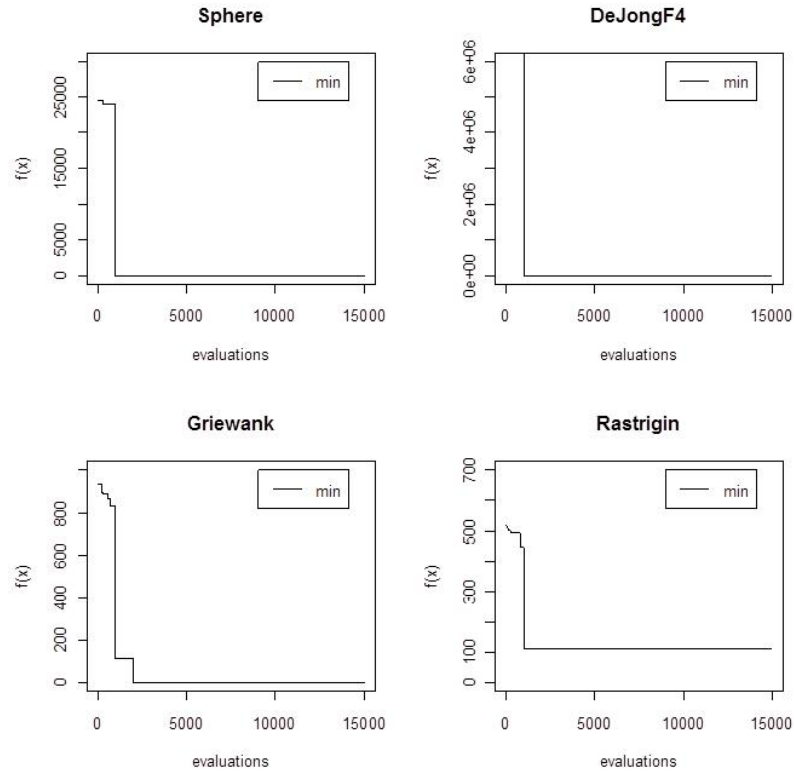 Sphere
min
f(x)
25000
15000
5000
0
0
5000
10000
15000
evaluations
DeJongF4
min
f(x)
6e+06
4e+06
2e+06
0e+00
0
5000
10000
15000
evaluations
Griewank
min
f(x)
800
600
400
200
0
0
5000
10000
15000
evaluations
Rastrigin
min
f(x)
700
500
300
100
0
0
5000
10000
15000
evaluations